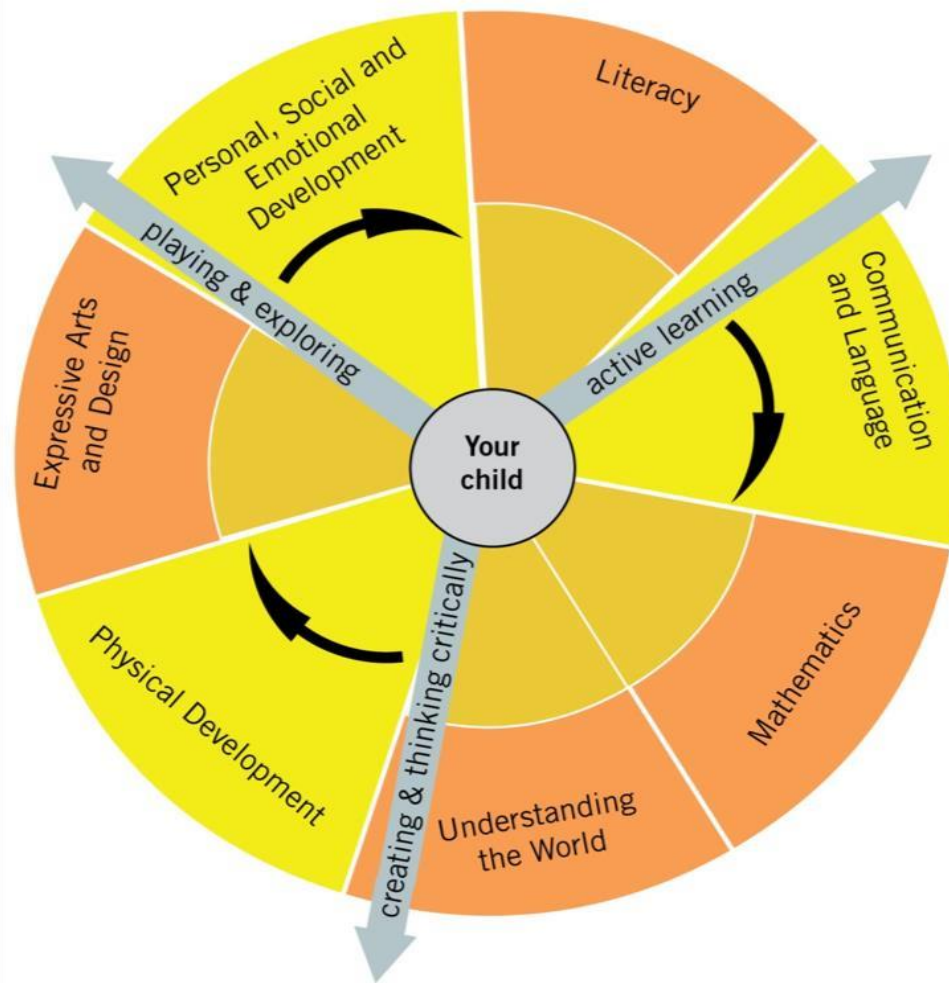 Personal, Social and
Emotional
Development
Literacy
Communication
and Language
Mathematics
Understanding
the World
Physical Development
Expressive Arts
and Design
playing & exploring
active learning
creating & thinking critically
Your
child